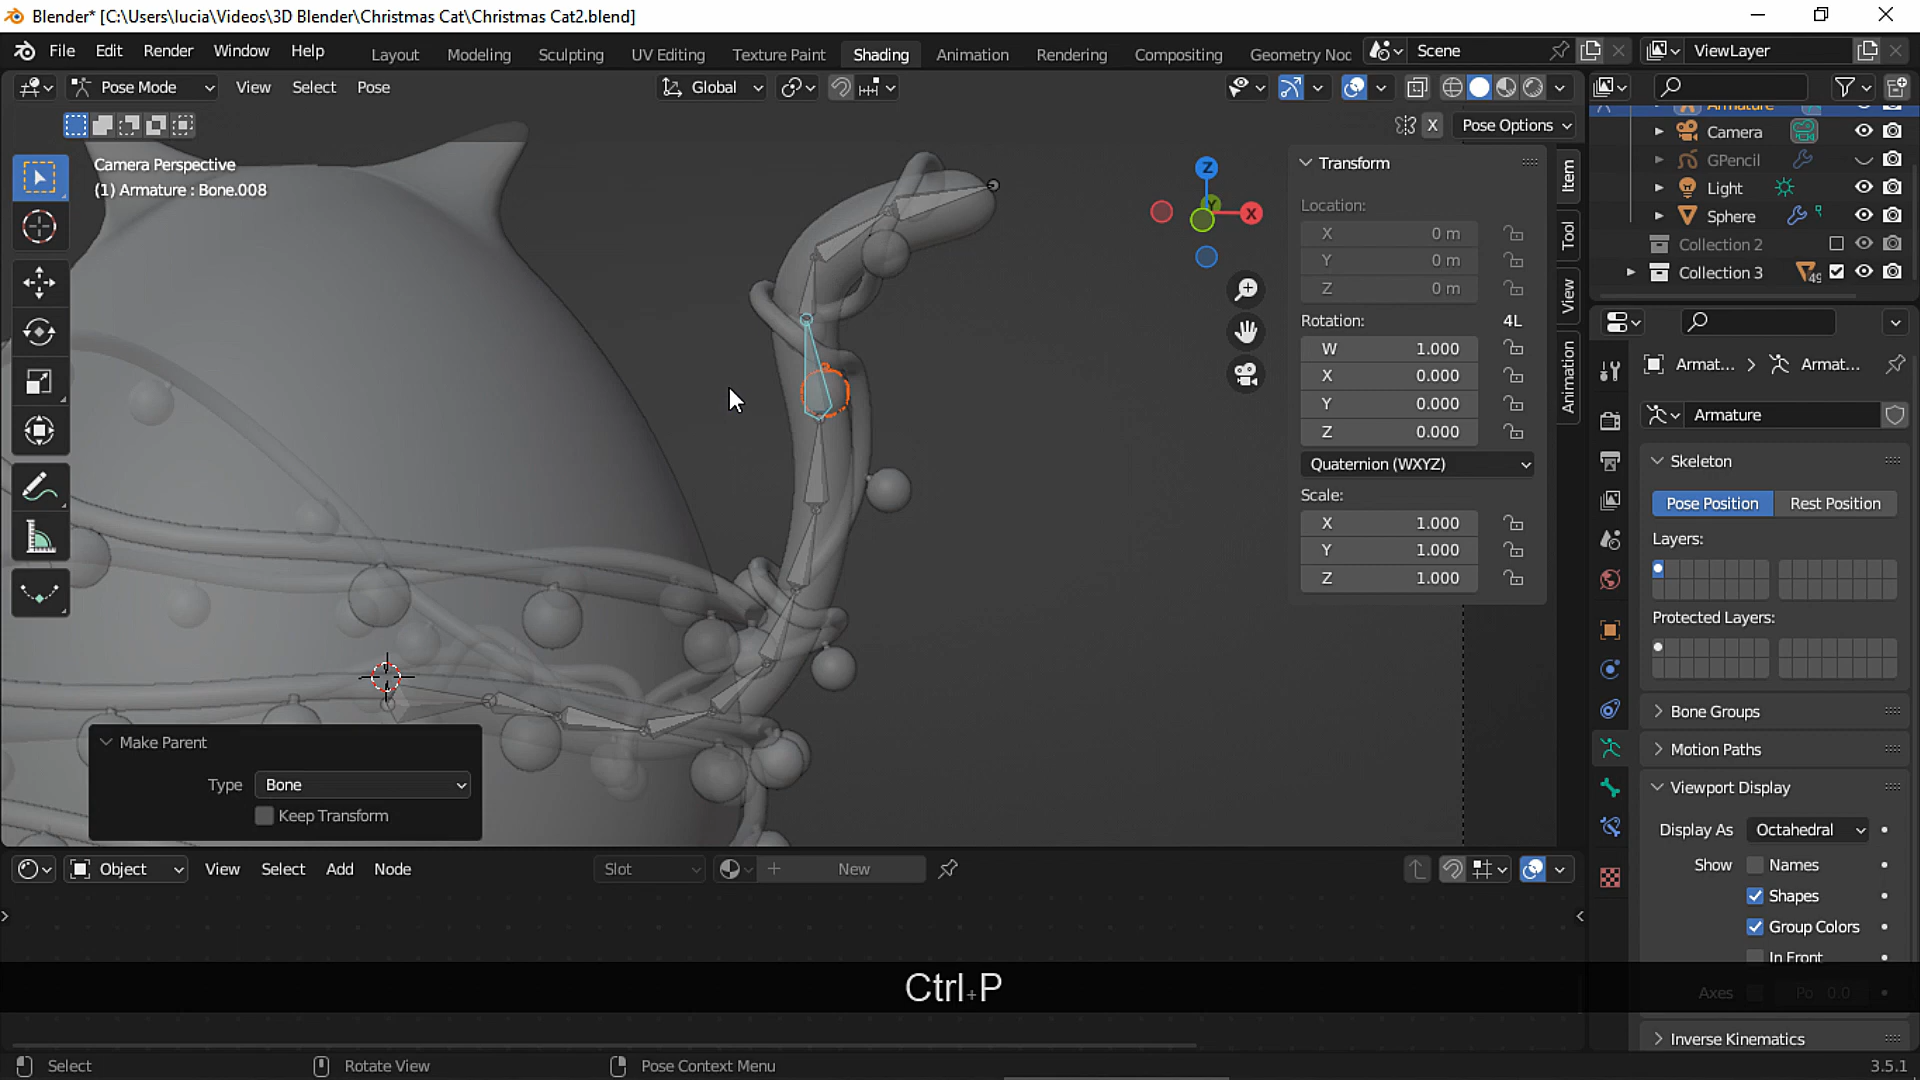 Blender* [C:\Users\lucia\Videos\3D Blender\Christmas Cat\Christmas Cat2.blend]
File Edit Render Window Help Layout Modeling Sculpting UV Editing Texture Paint Shading Animation Rendering Compositing Geometry Noc Scene ViewLayer
Pose Mode View Select Pose Global
X Pose Options
Camera Perspective
(1) Armature : Bone.008
Z
X
Transform
Location:
X 0 m
Y 0 m
Z 0 m
Rotation: 4L
W 1.000
X 0.000
Y 0.000
Z 0.000
Quaternion (WXYZ)
Scale:
X 1.000
Y 1.000
Z 1.000
Item
Tool
View
Animation
Armature
Camera
GPencil
Light
Sphere
Collection 2
Collection 3
Armat... > Armat...
Armature
Skeleton
Pose Position Rest Position
Layers:
Protected Layers:
Bone Groups
Motion Paths
Viewport Display
Display As Octahedral
Show Names
Shapes
Group Colors
In Front
Axes Po 0.0
Inverse Kinematics
Make Parent
Type Bone
Keep Transform
Object View Select Add Node Slot New
Ctrl+P
Select Rotate View Pose Context Menu 3.5.1